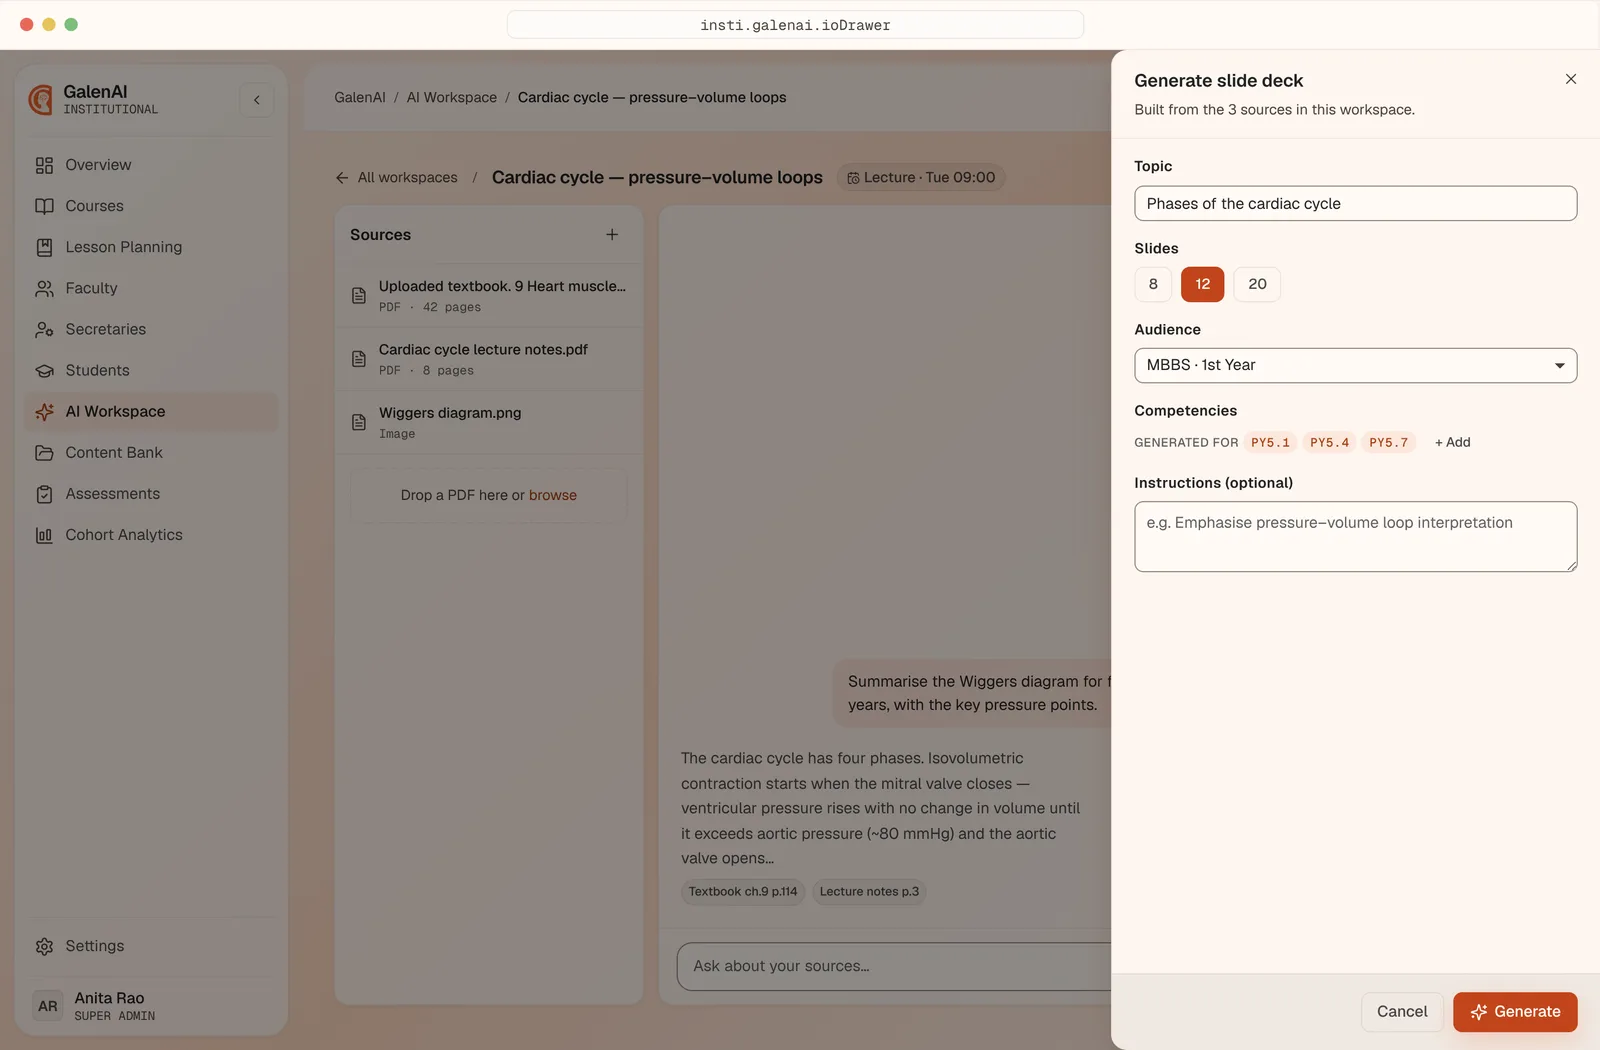 insti.galenai.ioDrawer
GalenAI
INSTITUTIONAL
Overview
Courses
Lesson Planning
Faculty
Secretaries
Students
AI Workspace
Content Bank
Assessments
Cohort Analytics
Settings
AR
Anita Rao
SUPER ADMIN
GalenAI / AI Workspace / Cardiac cycle — pressure–volume loops
All workspaces / Cardiac cycle — pressure–volume loops Lecture · Tue 09:00
Sources
Uploaded textbook. 9 Heart muscle...
PDF · 42 pages
Cardiac cycle lecture notes.pdf
PDF · 8 pages
Wiggers diagram.png
Image
Drop a PDF here or browse
Summarise the Wiggers diagram for f
years, with the key pressure points.
The cardiac cycle has four phases. Isovolumetric
contraction starts when the mitral valve closes —
ventricular pressure rises with no change in volume until
it exceeds aortic pressure (~80 mmHg) and the aortic
valve opens…
Textbook ch.9 p.114 Lecture notes p.3
Ask about your sources...
Generate slide deck
Built from the 3 sources in this workspace.
Topic
Phases of the cardiac cycle
Slides
8 12 20
Audience
MBBS · 1st Year
Competencies
GENERATED FOR PY5.1 PY5.4 PY5.7 + Add
Instructions (optional)
e.g. Emphasise pressure–volume loop interpretation
Cancel Generate